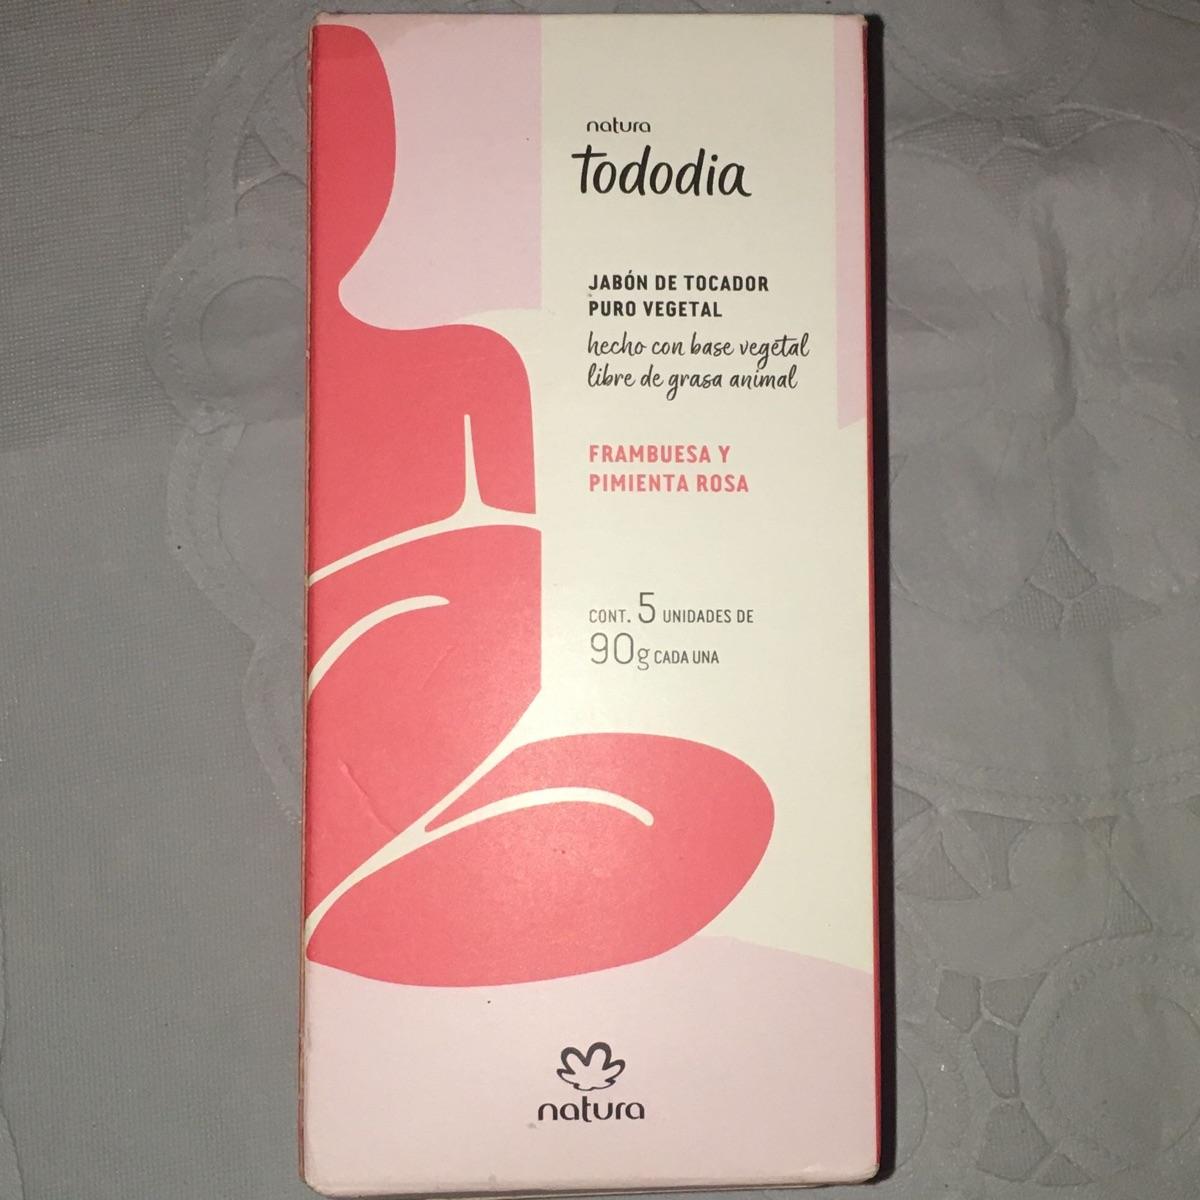 natura
Tododia
JABÓN DE TOCADOR
PURO VEGETAL
hecho con base vegetal
libre de grasa animal
FRAMBUESA Y
PIMIENTA ROSA
CONT. 5 UNIDADES DE
90g CADA UNA
natura